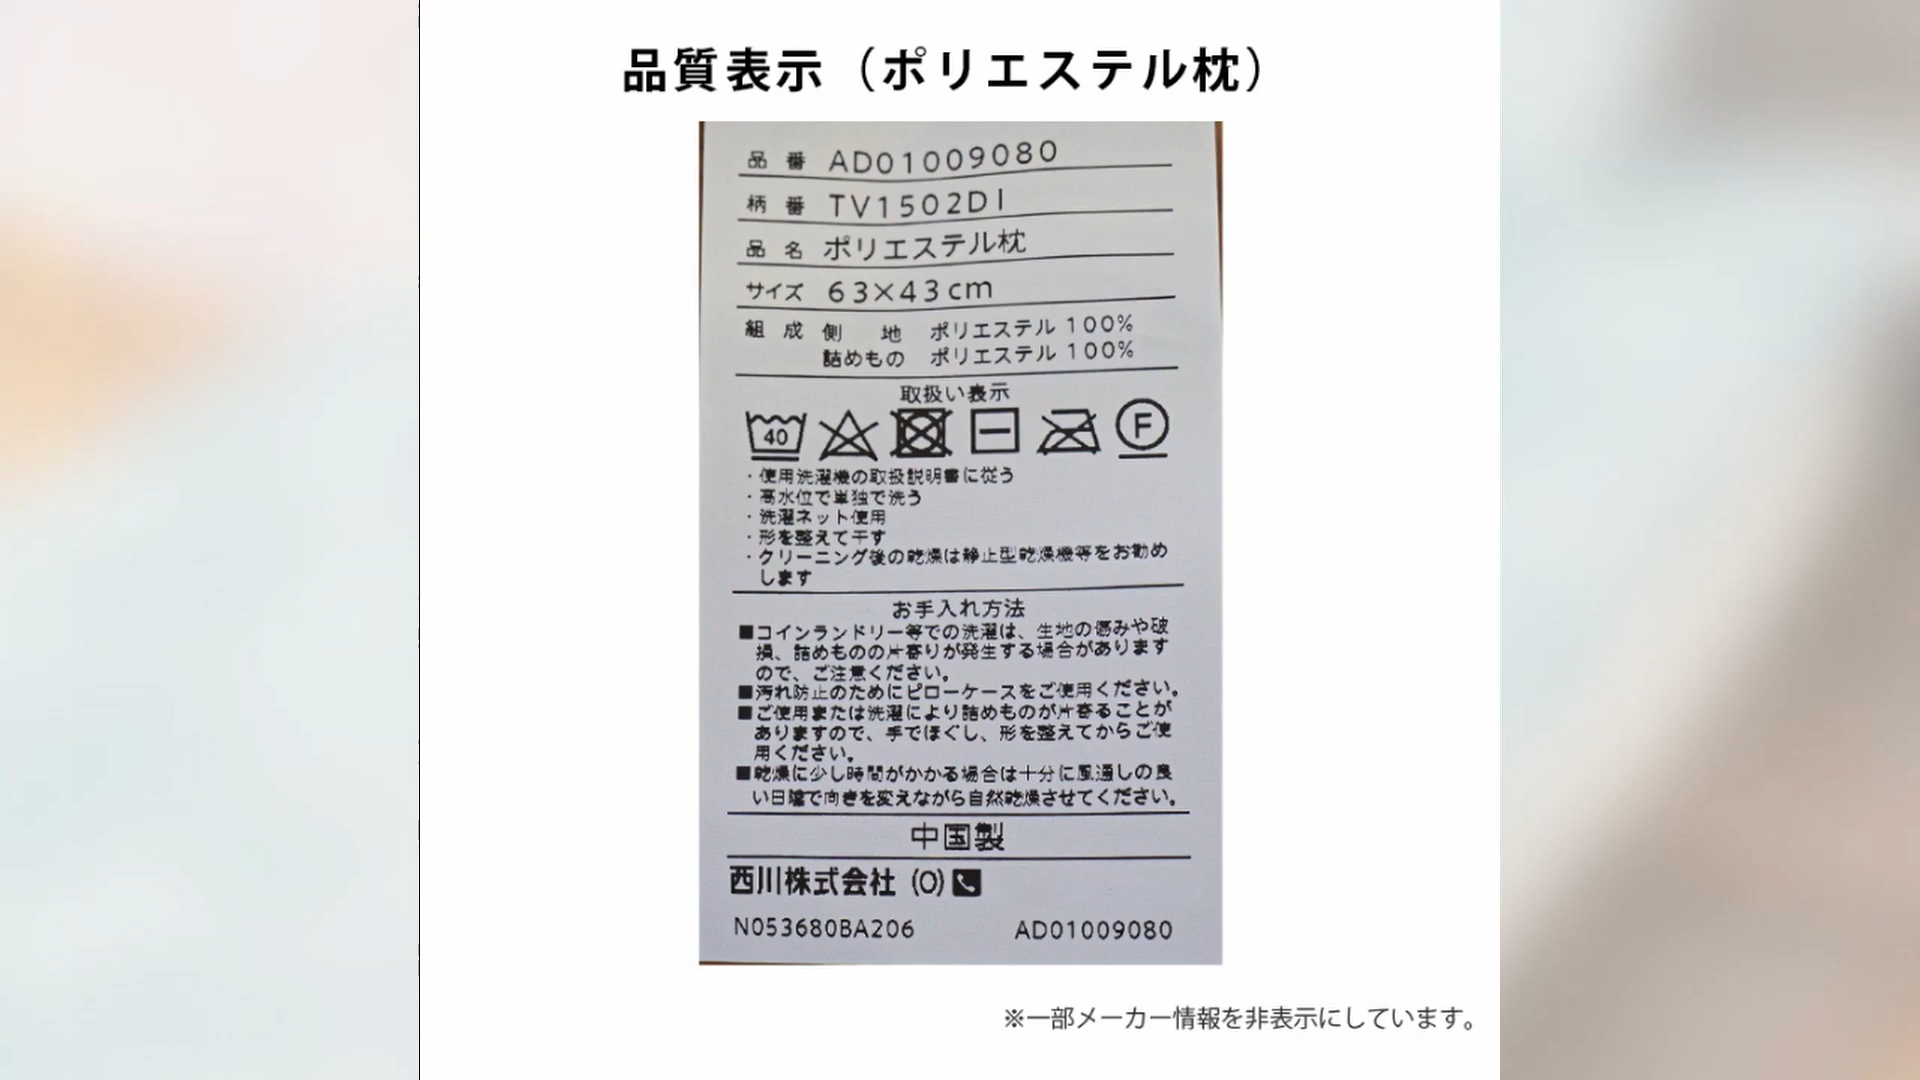 品質表示（ポリエステル枕）
品番 AD01009080
柄番 TV1502DI
品名 ポリエステル枕
サイズ 63×43cm
組成 側地 ポリエステル100%
詰めもの ポリエステル100%
取扱い表示
40 F
・使用洗濯機の取扱説明書に従う
・高水位で単独で洗う
・洗濯ネット使用
・形を整えて干す
・クリーニング後の乾燥は静止型乾燥機等をお勧め
します
お手入れ方法
■コインランドリー等での洗濯は、生地の傷みや破
損、詰めものの片寄りが発生する場合があります
ので、ご注意ください。
■汚れ防止のためにピローケースをご使用ください。
■ご使用または洗濯により詰めものが片寄ることが
ありますので、手でほぐし、形を整えてからご使
用ください。
■乾燥に少し時間がかかる場合は十分に風通しの良
い日陰で向きを変えながら自然乾燥させてください。
中国製
西川株式会社 (O)
N053680BA206 AD01009080
※一部メーカー情報を非表示にしています。